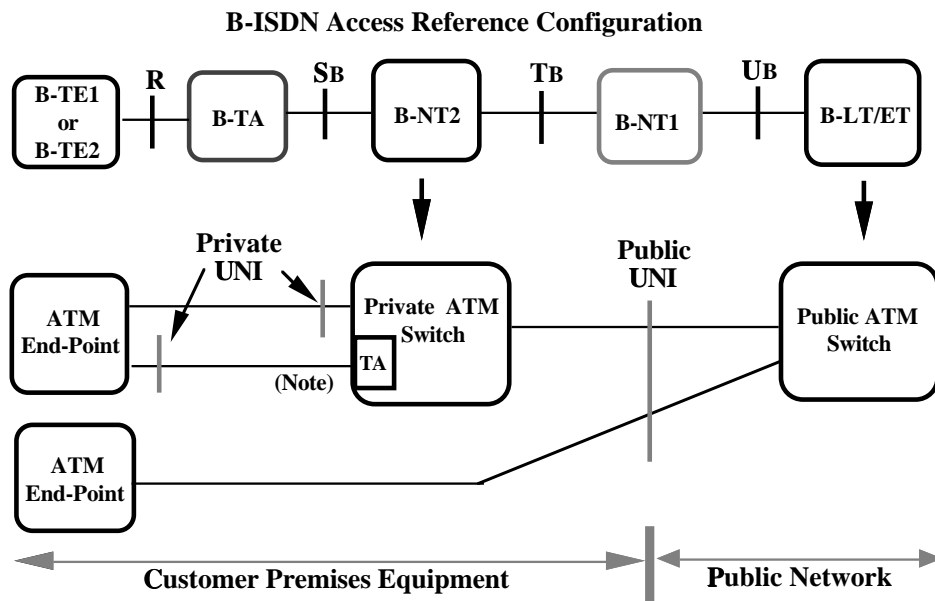 B-ISDN Access Reference Configuration
R
SB
TB
UB
B-TE1
or
B-TE2
B-TA
B-NT2
B-NT1
B-LT/ET
Private
UNI
Public
UNI
ATM
End-Point
Private ATM
Switch
TA
(Note)
Public ATM
Switch
ATM
End-Point
Customer Premises Equipment
Public Network